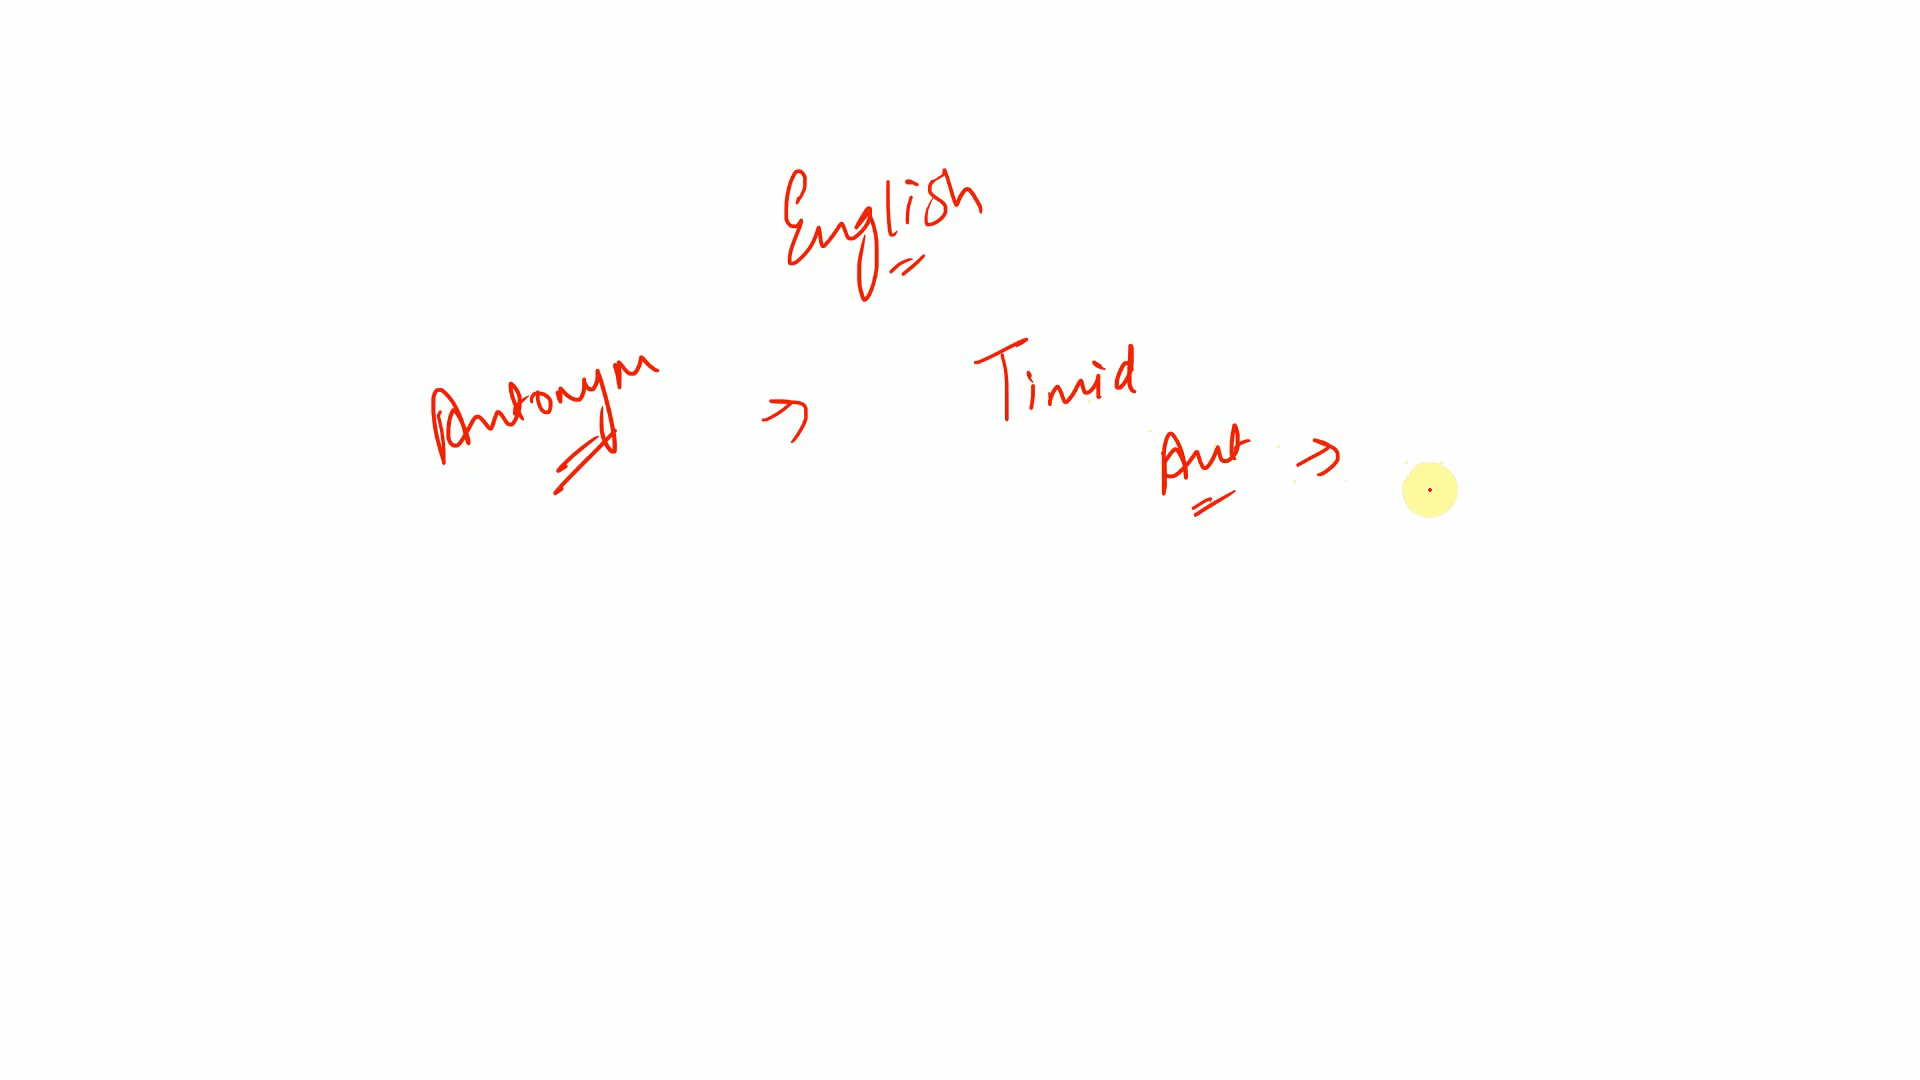 English
Antonym → Timid
Ant →